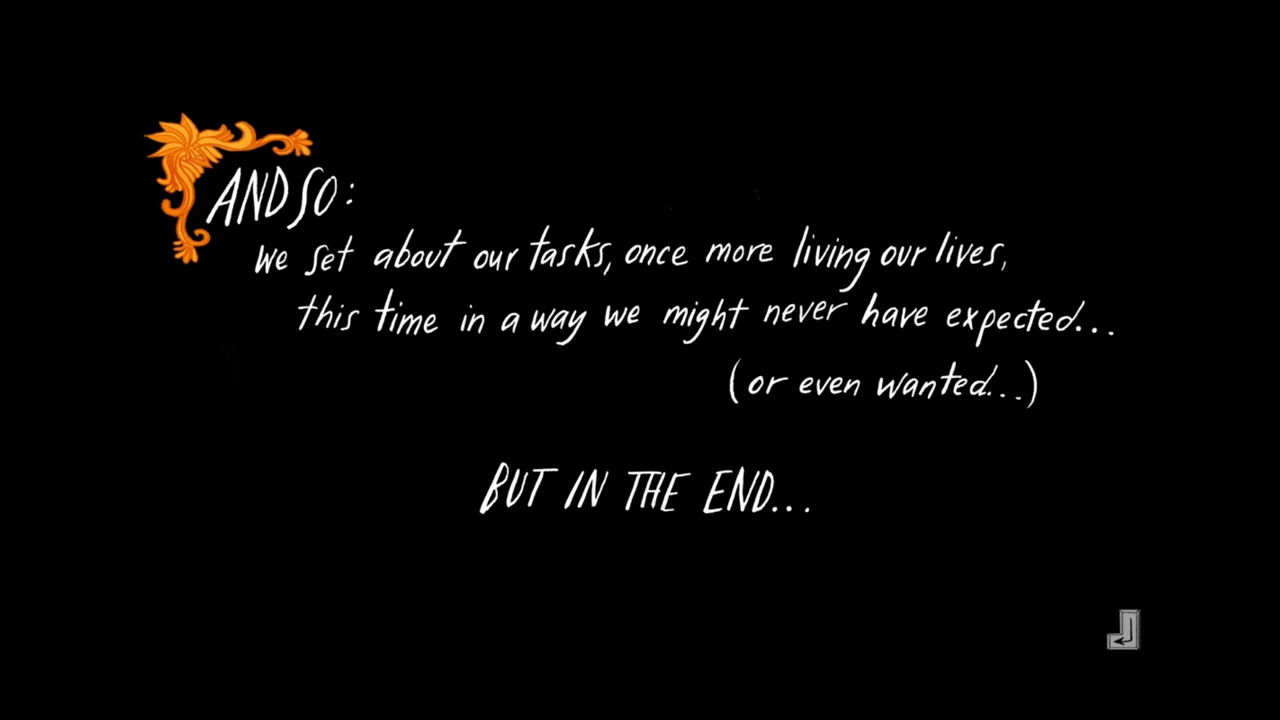 AND SO:
we set about our tasks, once more living our lives,
this time in a way we might never have expected...
(or even wanted...)
BUT IN THE END...